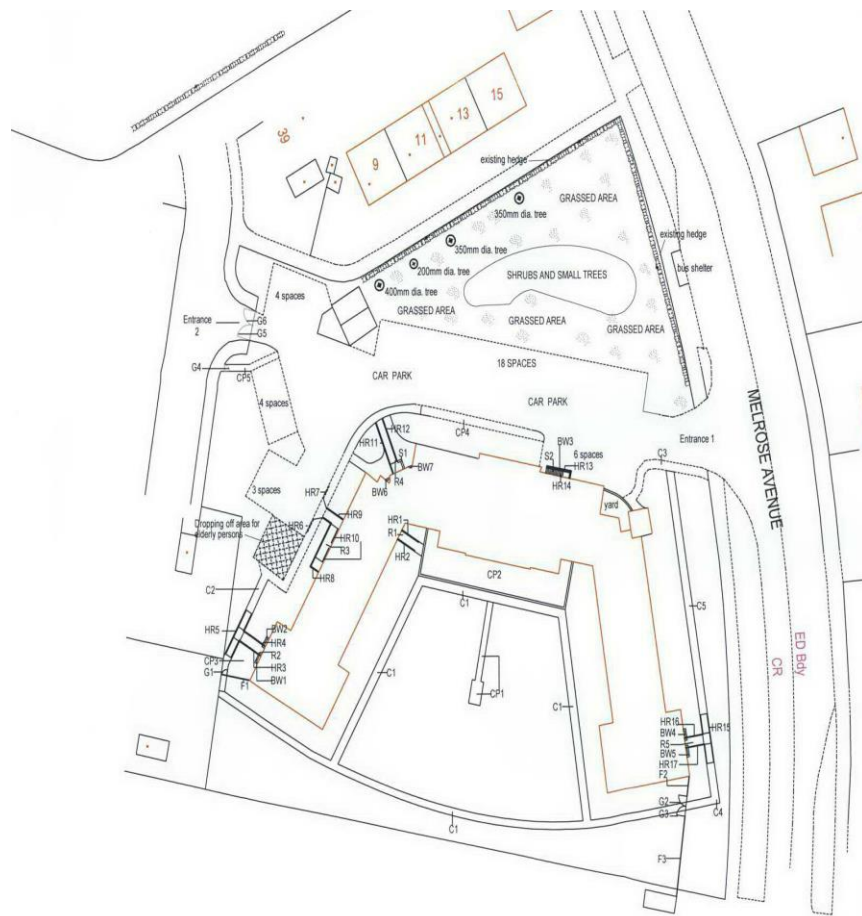 15
13
11
9
39
existing hedge
GRASSED AREA
350mm dia. tree
existing hedge
350mm dia. tree
bus shelter
200mm dia. tree
SHRUBS AND SMALL TREES
400mm dia. tree
4 spaces
GRASSED AREA
GRASSED AREA
GRASSED AREA
Entrance
2
G6
G5
18 SPACES
G4
CP5
CAR PARK
4 spaces
CAR PARK
MELROSE AVENUE
HR12
HR11
CP4
Entrance 1
BW3
C3
S1
S2
6 spaces
HR13
HR14
BW7
R4
BW6
3 spaces
HR7
yard
HR9
HR6
Dropping off area for
elderly persons
HR1
R1
HR2
HR10
R3
HR8
CP2
C2
C1
C5
HR5
BW2
HR4
R2
HR3
BW1
CP3
G1
F1
C1
CP1
C1
ED Bdy
CR
HR16
HR15
BW4
R5
BW5
HR17
F2
G2
G3
C4
C1
F3